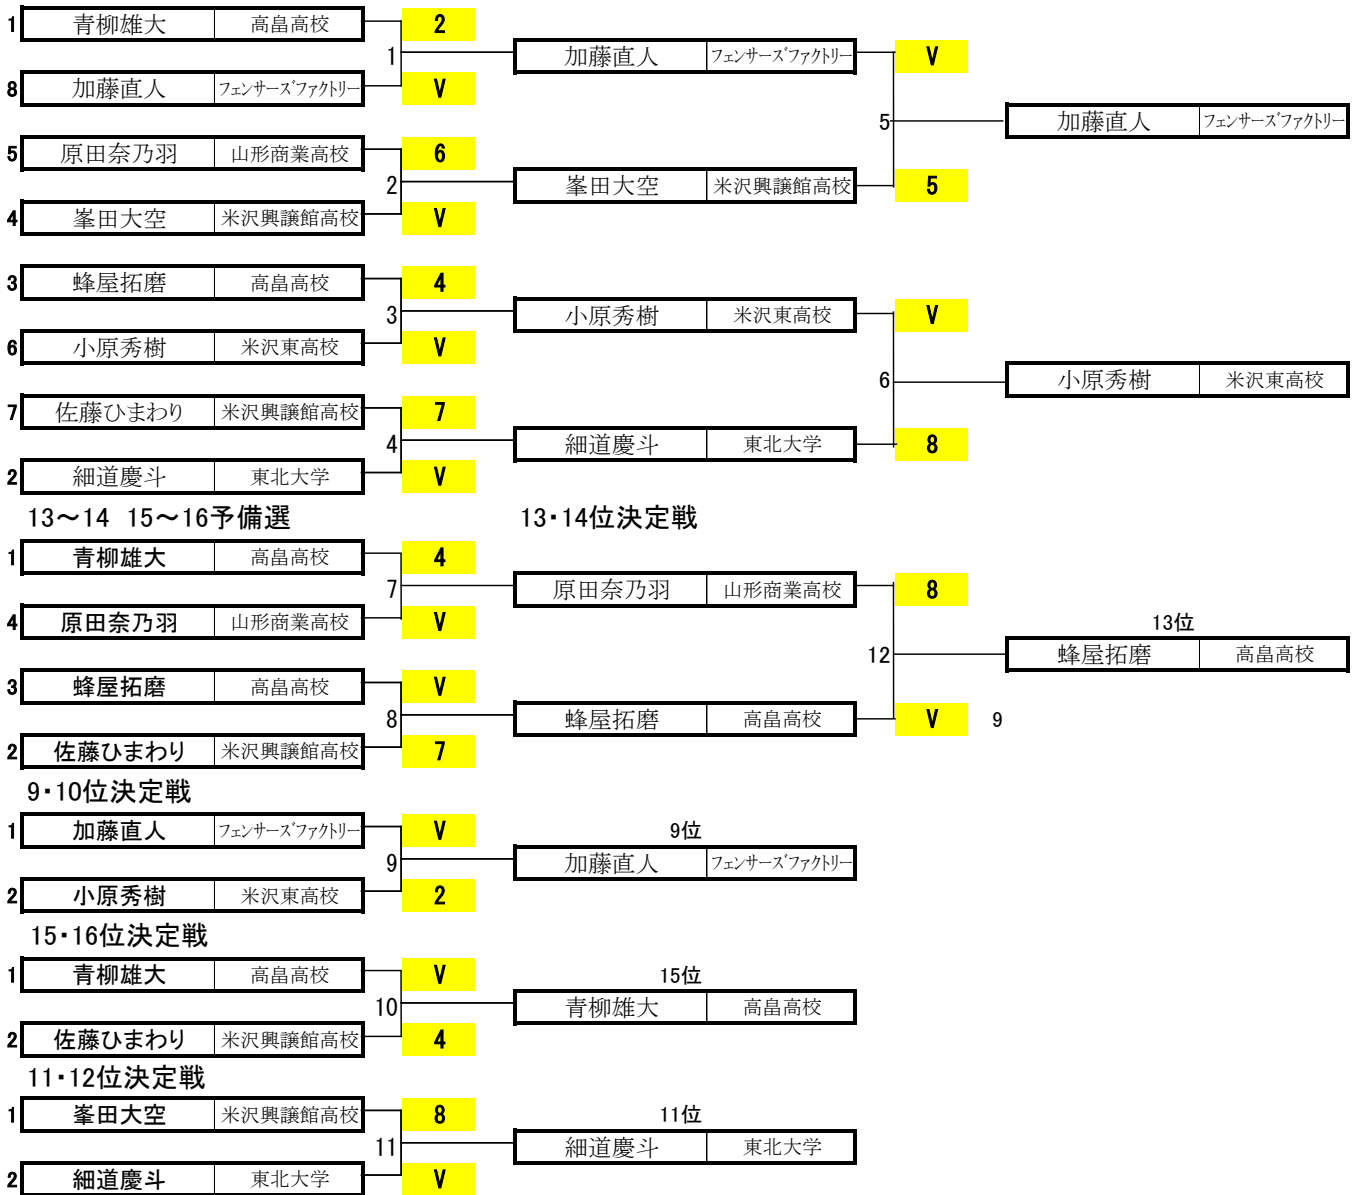 1 青柳雄大 高畠高校 2
1 加藤直人 フェンサーズファクトリー V
8 加藤直人 フェンサーズファクトリー V
5 加藤直人 フェンサーズファクトリー
5 原田奈乃羽 山形商業高校 6
2 峯田大空 米沢興譲館高校 5
4 峯田大空 米沢興譲館高校 V
3 蜂屋拓磨 高畠高校 4
3 小原秀樹 米沢東高校 V
6 小原秀樹 米沢東高校 V
6 小原秀樹 米沢東高校
7 佐藤ひまわり 米沢興譲館高校 7
4 細道慶斗 東北大学 8
2 細道慶斗 東北大学 V
13～14 15～16予備選 13・14位決定戦
1 青柳雄大 高畠高校 4
7 原田奈乃羽 山形商業高校 8
4 原田奈乃羽 山形商業高校 V
13位
12 蜂屋拓磨 高畠高校
3 蜂屋拓磨 高畠高校 V
8 蜂屋拓磨 高畠高校 V 9
2 佐藤ひまわり 米沢興譲館高校 7
9・10位決定戦
1 加藤直人 フェンサーズファクトリー V 9位
9 加藤直人 フェンサーズファクトリー
2 小原秀樹 米沢東高校 2
15・16位決定戦
1 青柳雄大 高畠高校 V 15位
10 青柳雄大 高畠高校
2 佐藤ひまわり 米沢興譲館高校 4
11・12位決定戦
1 峯田大空 米沢興譲館高校 8 11位
11 細道慶斗 東北大学
2 細道慶斗 東北大学 V